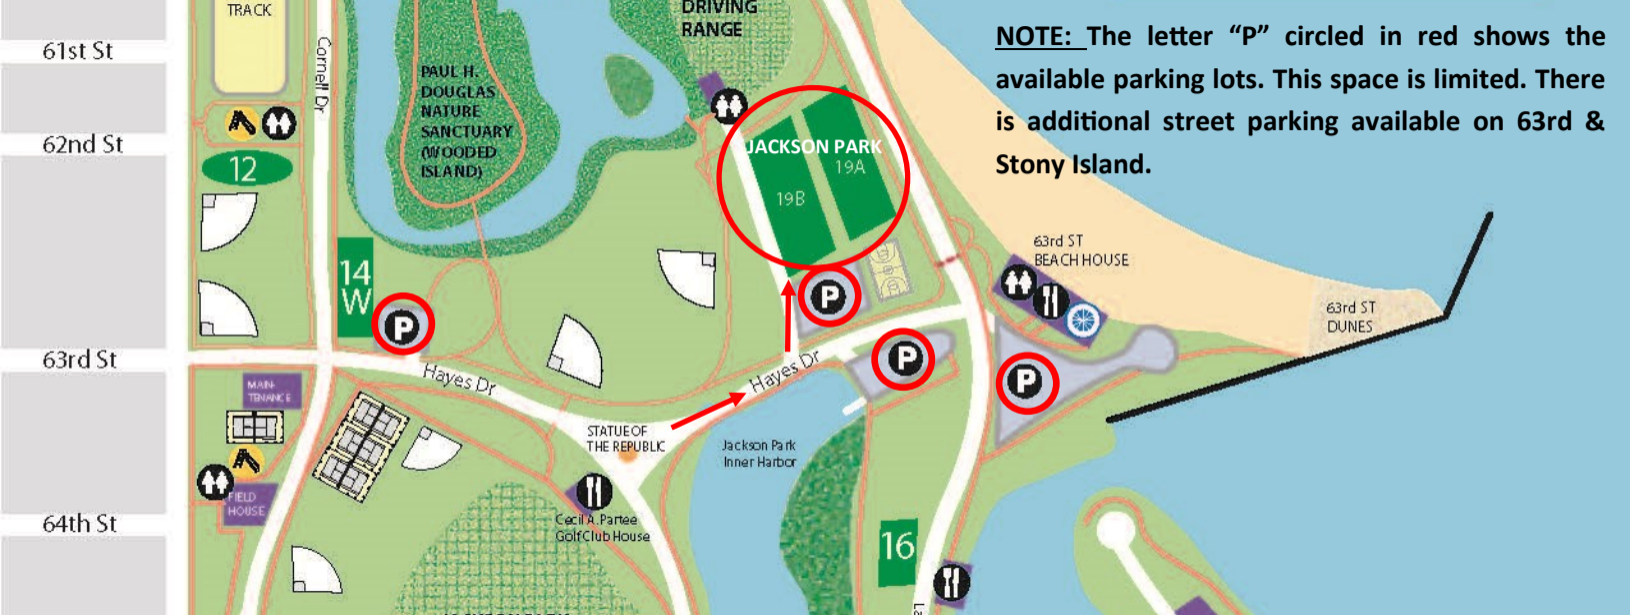 TRACK
DRIVING
RANGE
NOTE: The letter “P” circled in red shows the
available parking lots. This space is limited. There
is additional street parking available on 63rd &
Stony Island.
61st St
Cornell Dr
PAUL H.
DOUGLAS
NATURE
SANCTUARY
(WOODED
ISLAND)
62nd St
12
JACKSON PARK
19A
19B
63rd ST
BEACH HOUSE
14
W
P
P
P
P
63rd ST
DUNES
63rd St
Hayes Dr
Hayes Dr
MAIN-
TENANCE
STATUE OF
THE REPUBLIC
Jackson Park
Inner Harbor
FIELD
HOUSE
64th St
Cecil A. Partee
Golf Club House
16
La